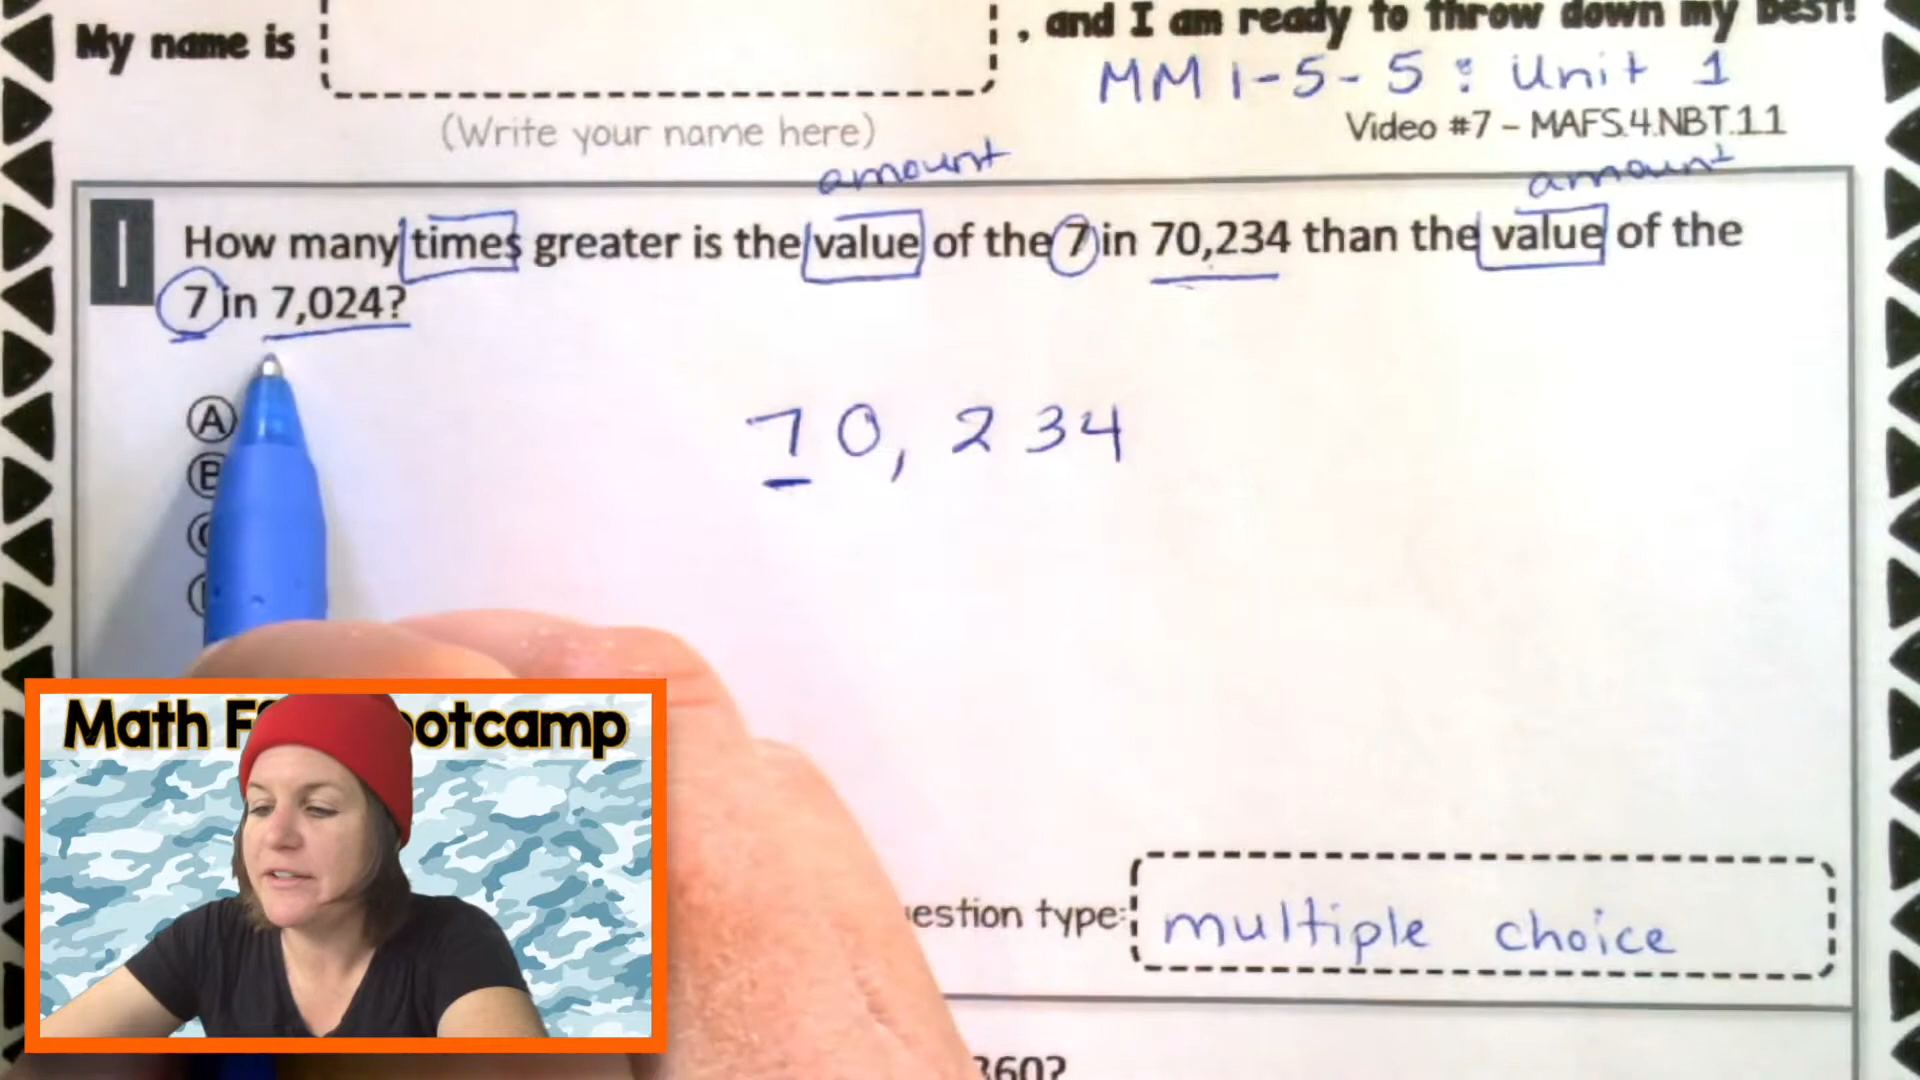 My name is , and I am ready to throw down my best!
MM 1-5-5: Unit 1
(Write your name here)
Video #7 – MAFS.4.NBT.1.1
amount
amount
1 How many times greater is the value of the 7 in 70,234 than the value of the
7 in 7,024?
A
B
70,234
Math Bootcamp
question type: multiple choice
360?